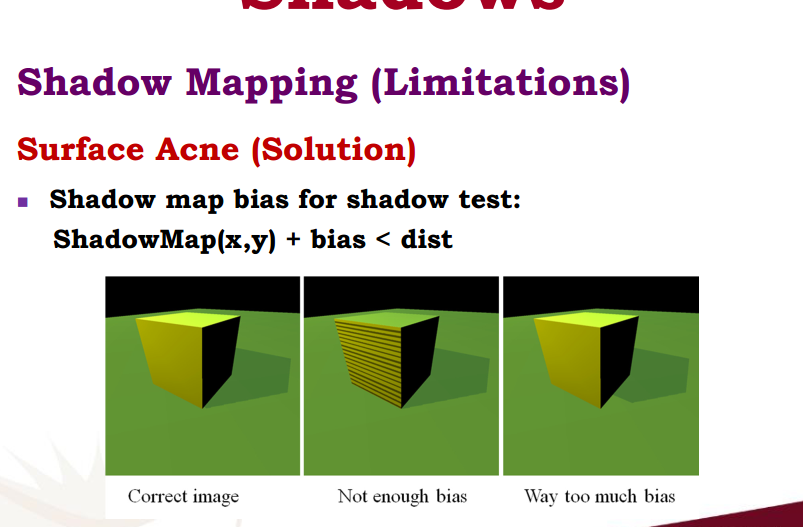 Shadows
Shadow Mapping (Limitations)
Surface Acne (Solution)
▪ Shadow map bias for shadow test:
ShadowMap(x,y) + bias < dist
Correct image Not enough bias Way too much bias